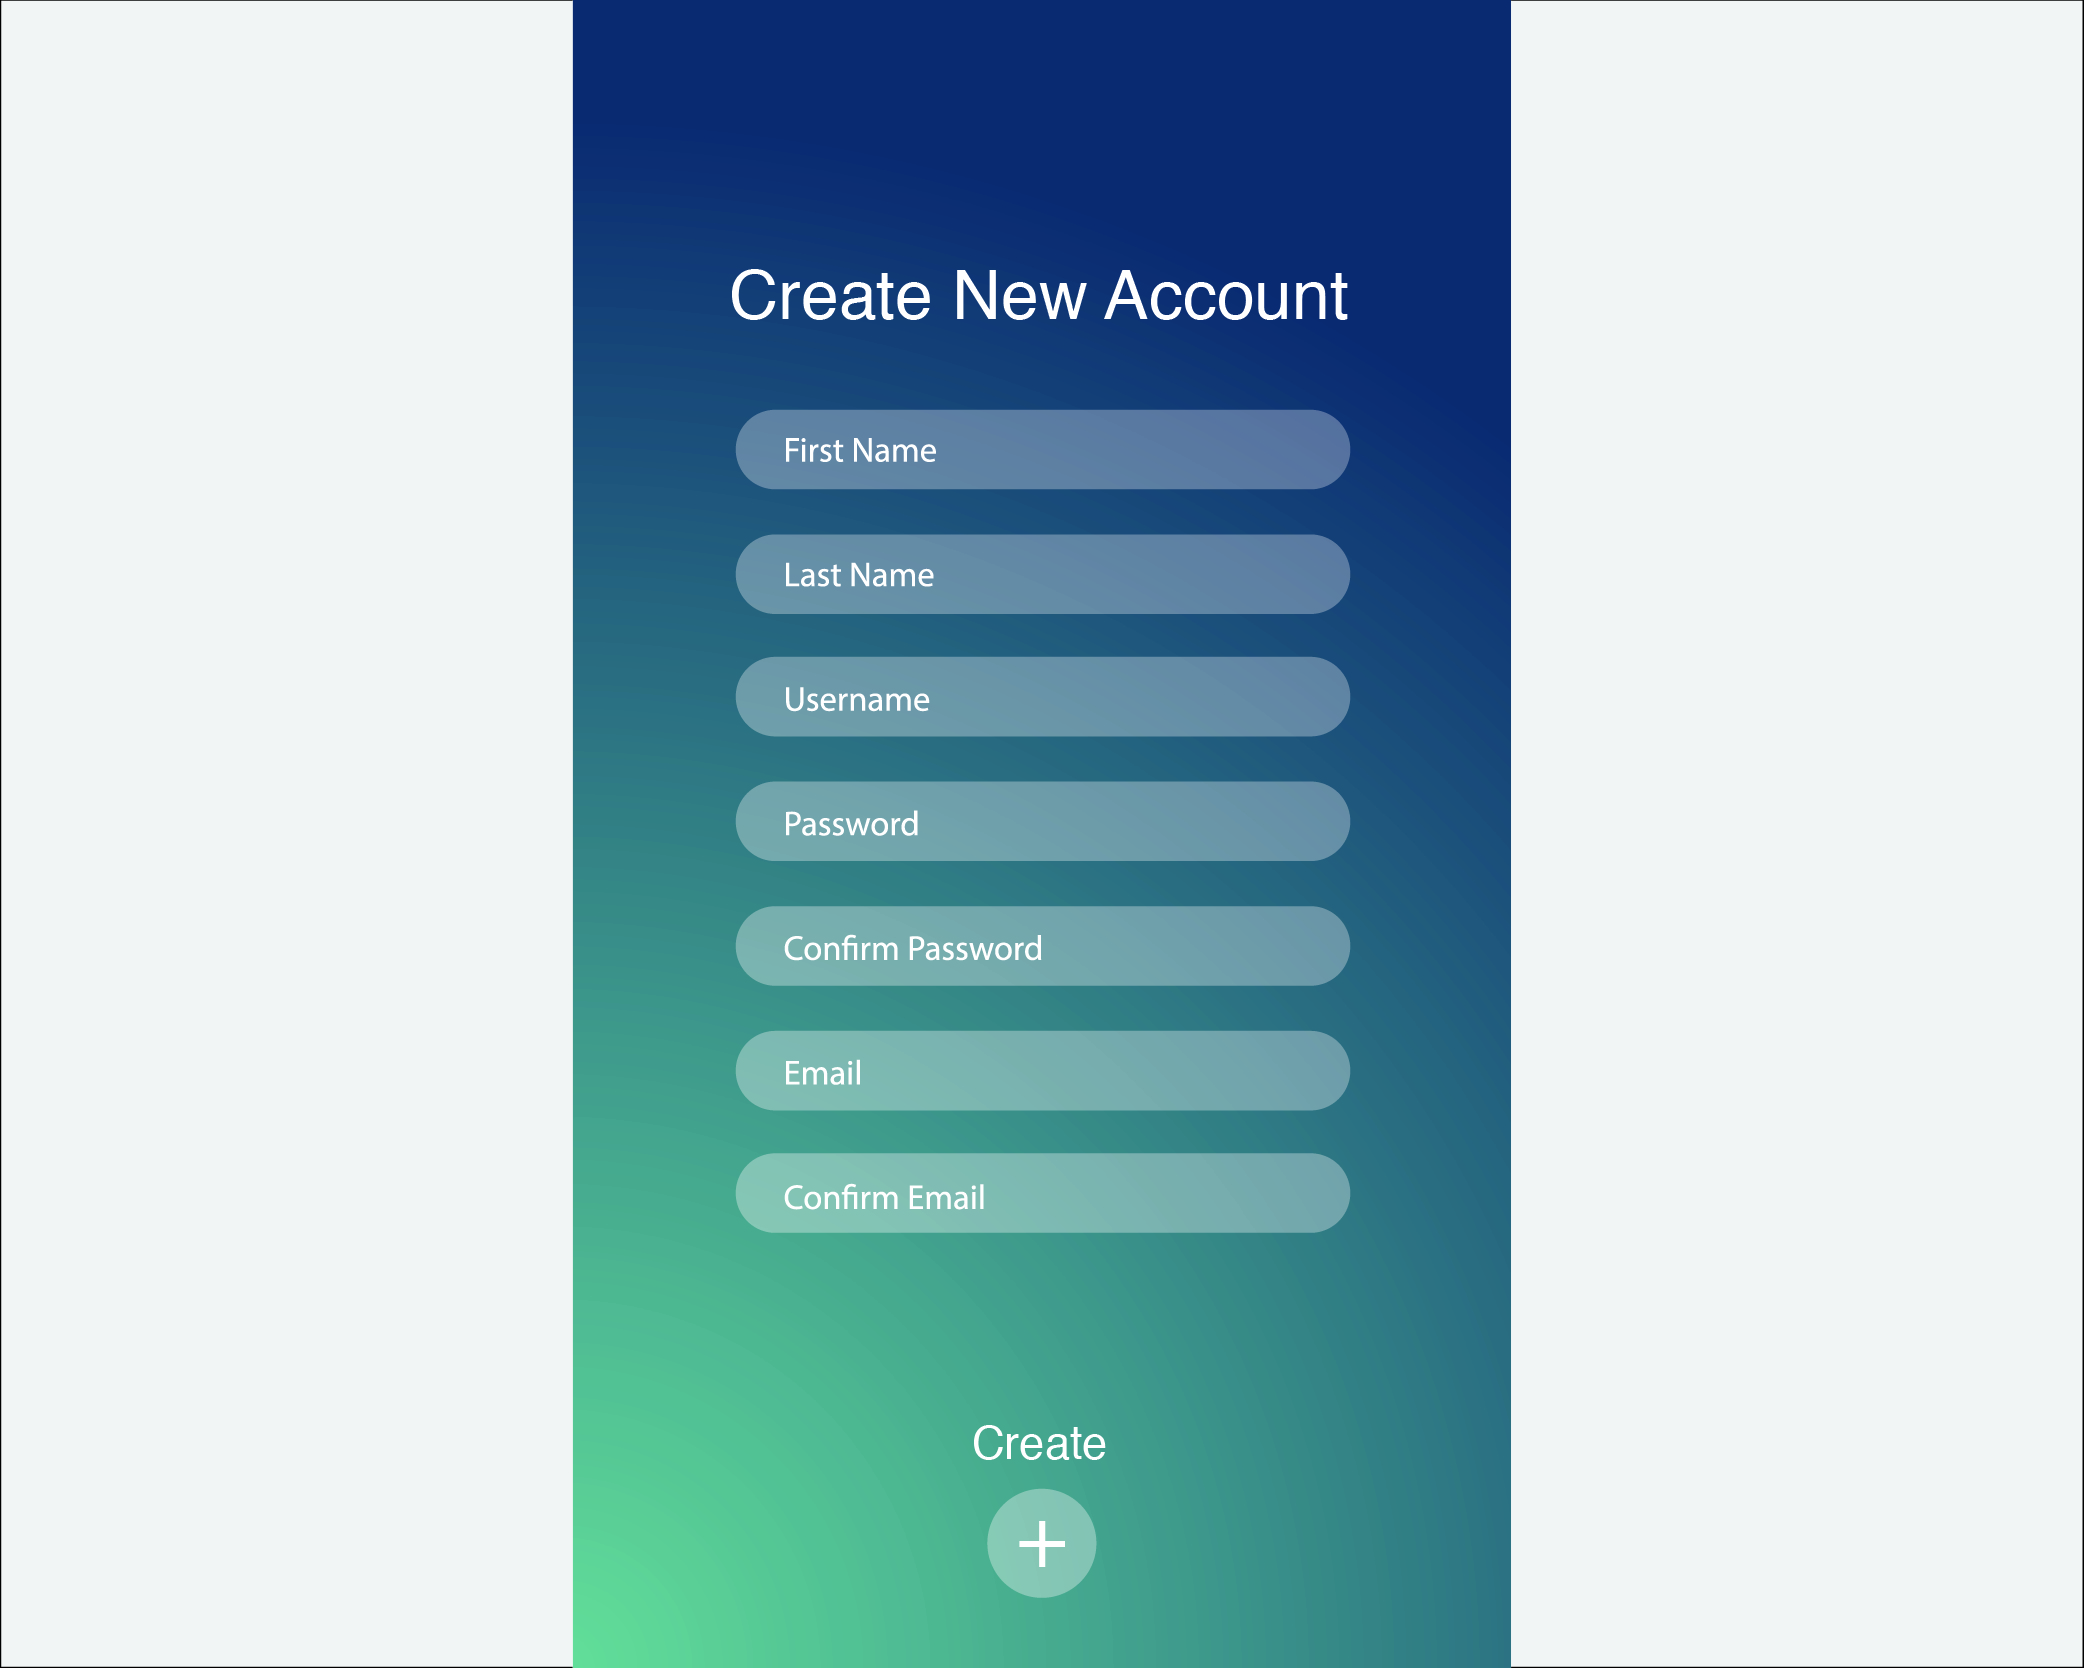 Create New Account
First Name
Last Name
Username
Password
Confirm Password
Email
Confirm Email
Create
+